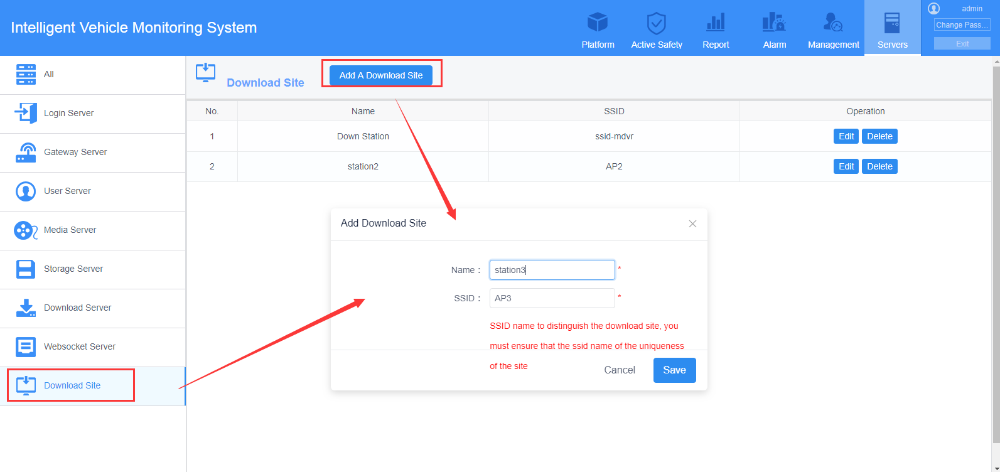 Intelligent Vehicle Monitoring System
Platform
Active Safety
Report
Alarm
Management
Servers
admin
Change Pass...
Exit
All
Login Server
Gateway Server
User Server
Media Server
Storage Server
Download Server
Websocket Server
Download Site
Download Site
Add A Download Site
No. Name SSID Operation
1 Down Station ssid-mdvr Edit Delete
2 station2 AP2 Edit Delete
Add Download Site
Name : station3 *
SSID : AP3 *
SSID name to distinguish the download site, you
must ensure that the ssid name of the uniqueness
of the site
Cancel Save